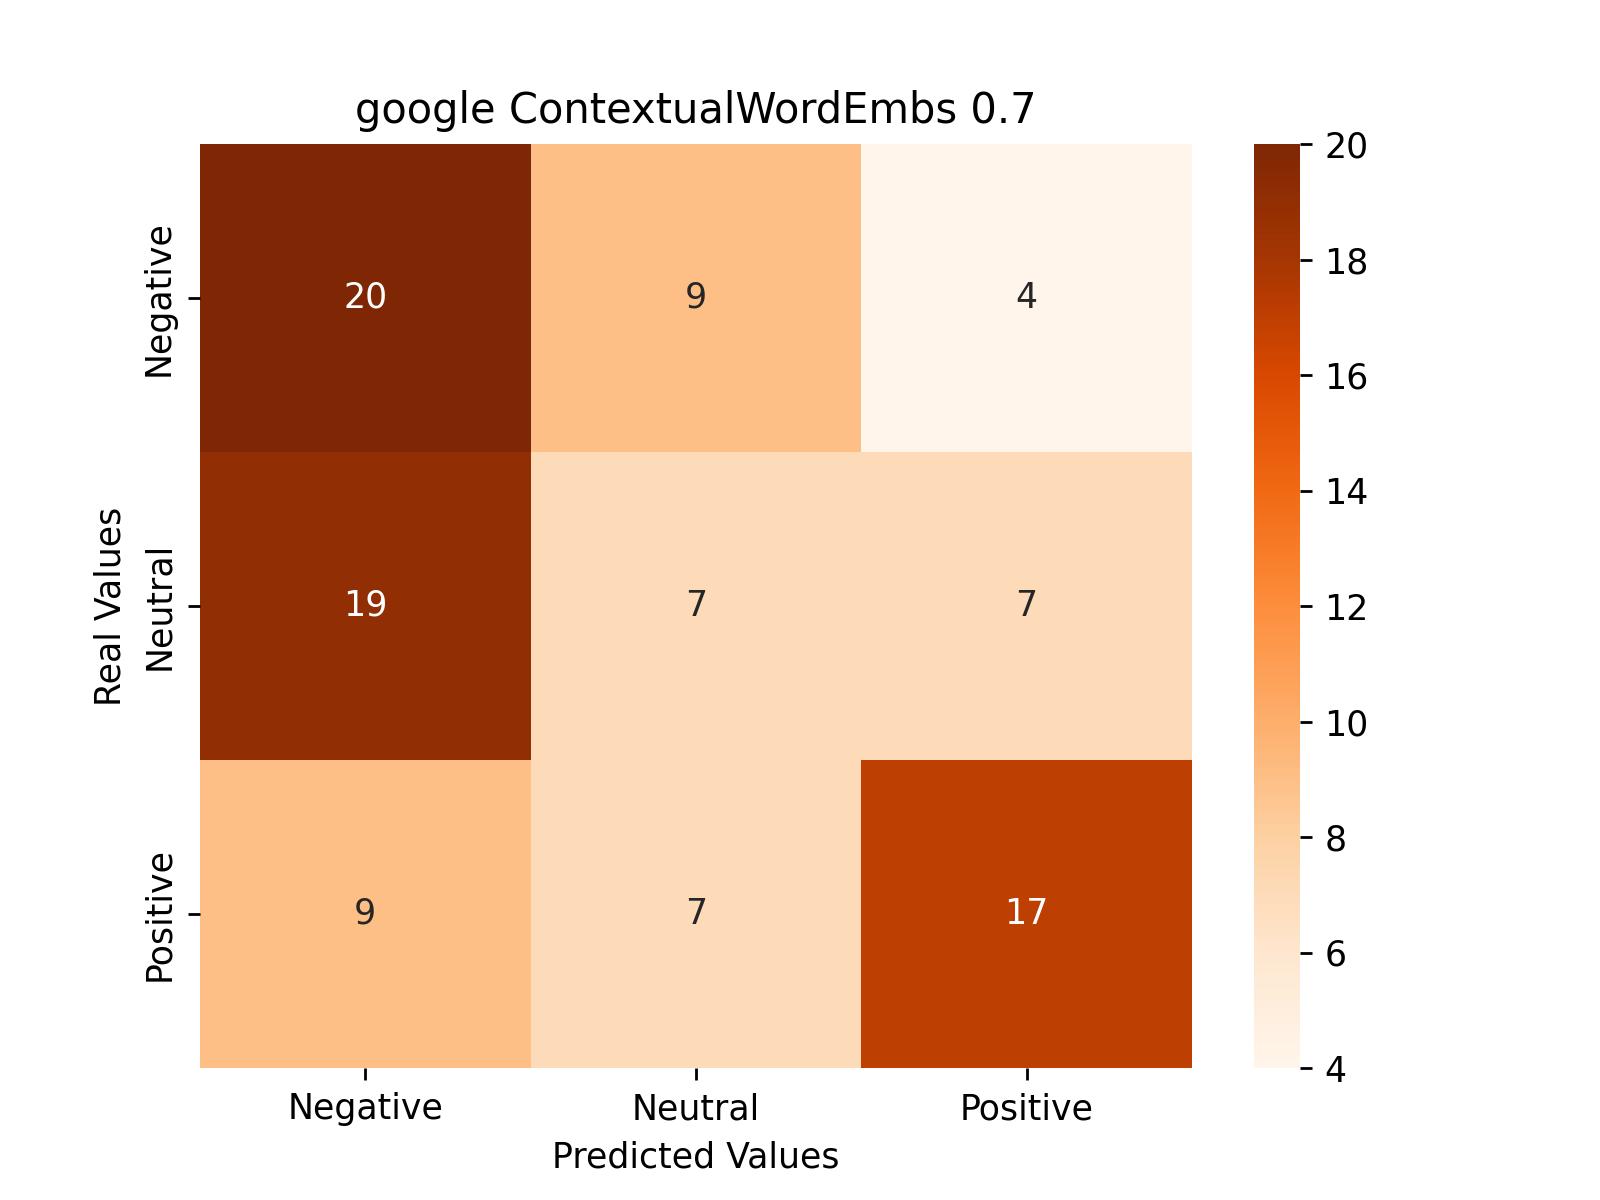 google ContextualWordEmbs 0.7
Real Values
Negative
20 9 4
Neutral
19 7 7
Positive
9 7 17
Negative Neutral Positive
Predicted Values
20
18
16
14
12
10
8
6
4